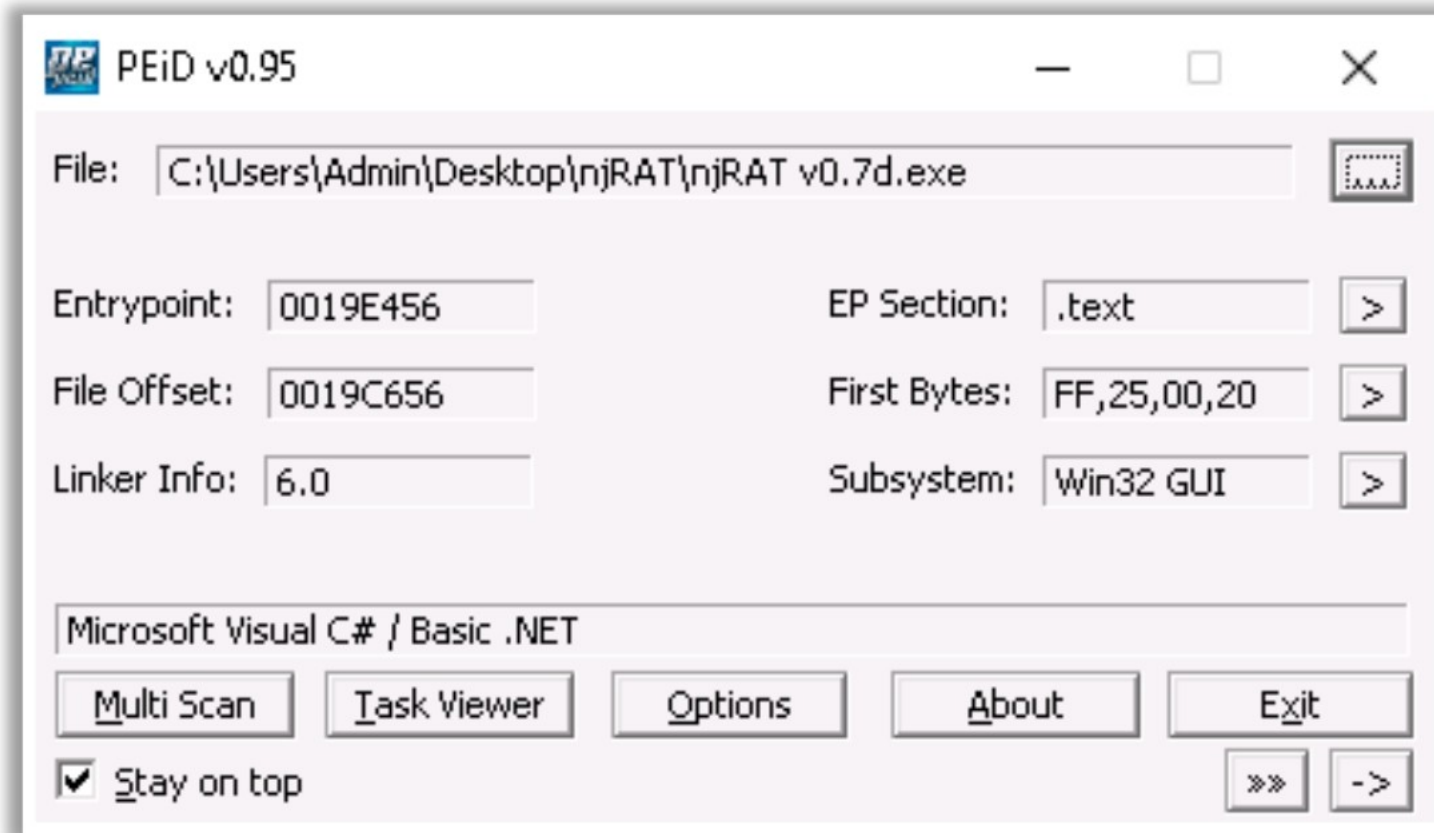 PEiD v0.95
File: C:\Users\Admin\Desktop\njRAT\njRAT v0.7d.exe ...
Entrypoint: 0019E456 EP Section: .text >
File Offset: 0019C656 First Bytes: FF,25,00,20 >
Linker Info: 6.0 Subsystem: Win32 GUI >
Microsoft Visual C# / Basic .NET
Multi Scan Task Viewer Options About Exit
Stay on top »» ->